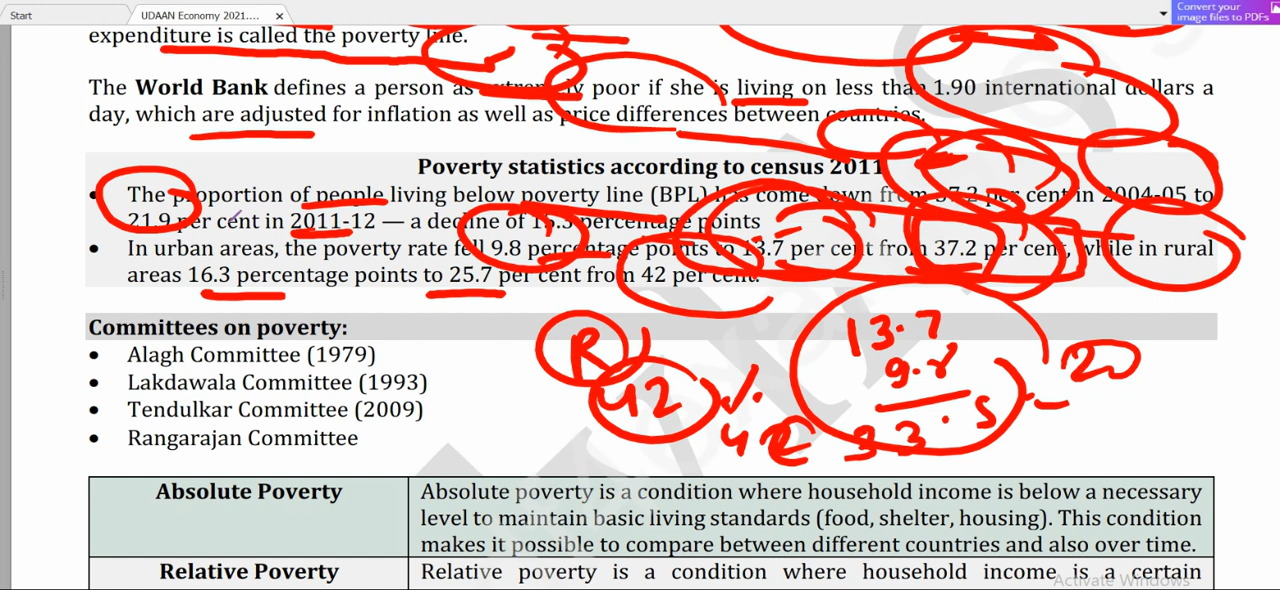 Start
UDAAN Economy 2021....
Convert your
image files to PDFs
expenditure is called the poverty line.
The World Bank defines a person as extremely poor if she is living on less than 1.90 international dollars a
day, which are adjusted for inflation as well as price differences between countries.
Poverty statistics according to census 2011
• The proportion of people living below poverty line (BPL) has come down from 37.2 per cent in 2004-05 to
21.9 per cent in 2011-12 — a decline of 15.3 percentage points
• In urban areas, the poverty rate fell 9.8 percentage points to 13.7 per cent from 37.2 per cent, while in rural
areas 16.3 percentage points to 25.7 per cent from 42 per cent.
Committees on poverty:
• Alagh Committee (1979)
• Lakdawala Committee (1993)
• Tendulkar Committee (2009)
• Rangarajan Committee
R
42
13.7
9.8
20
Absolute Poverty
Absolute poverty is a condition where household income is below a necessary
level to maintain basic living standards (food, shelter, housing). This condition
makes it possible to compare between different countries and also over time.
Relative Poverty
Relative poverty is a condition where household income is a certain
Activate Windows